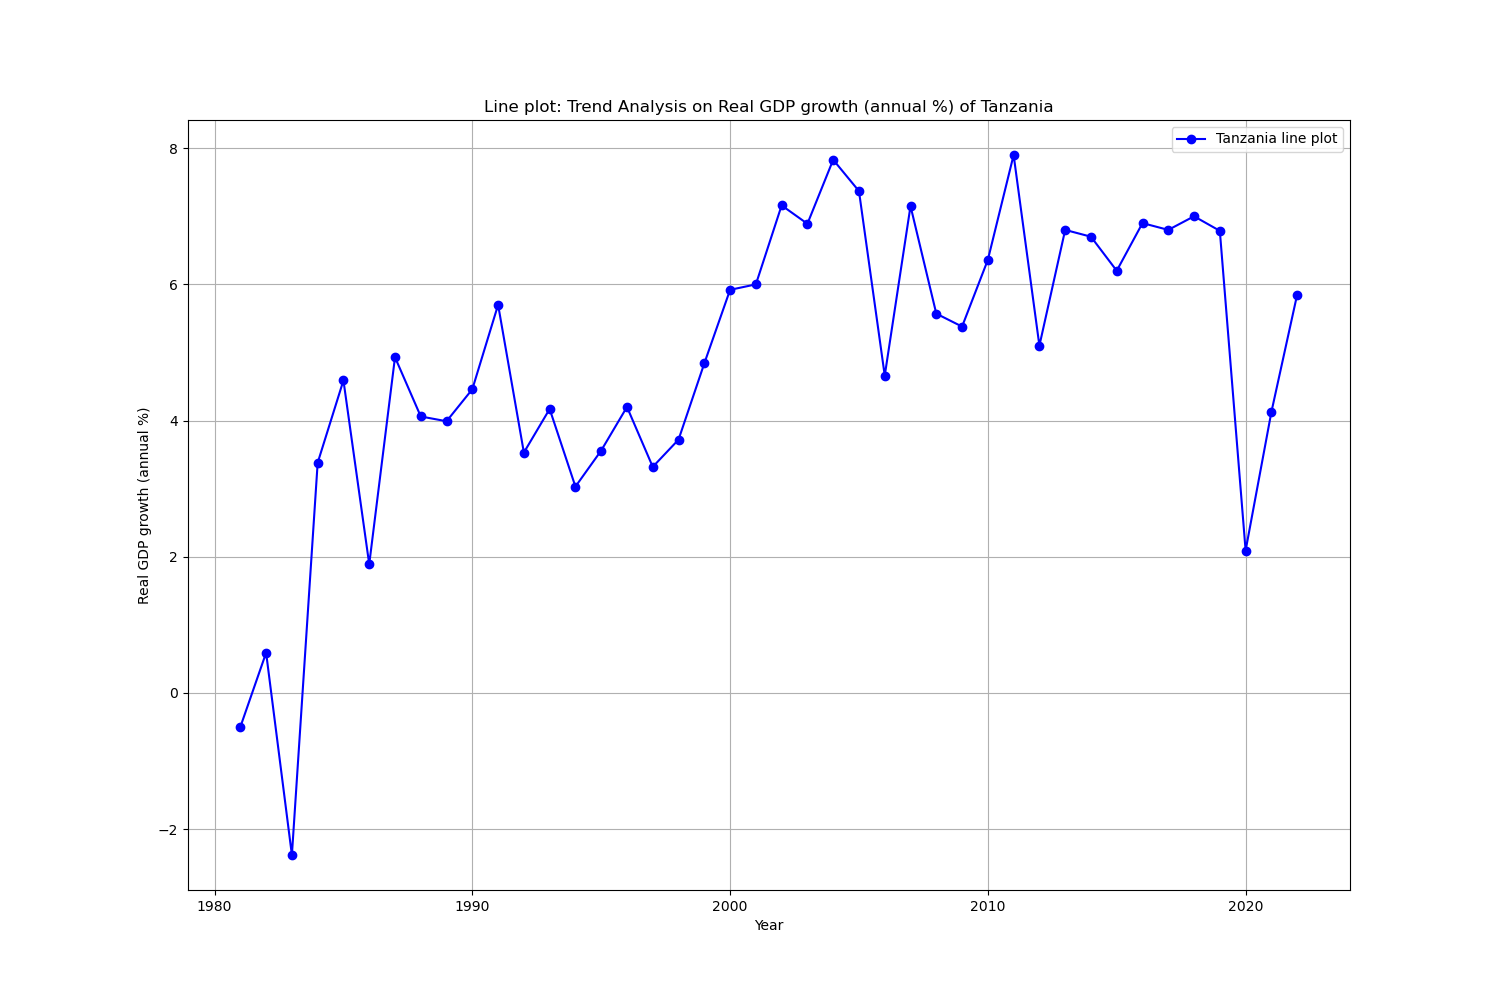 Line plot: Trend Analysis on Real GDP growth (annual %) of Tanzania
Tanzania line plot
8
6
4
2
0
−2
Real GDP growth (annual %)
1980 1990 2000 2010 2020
Year